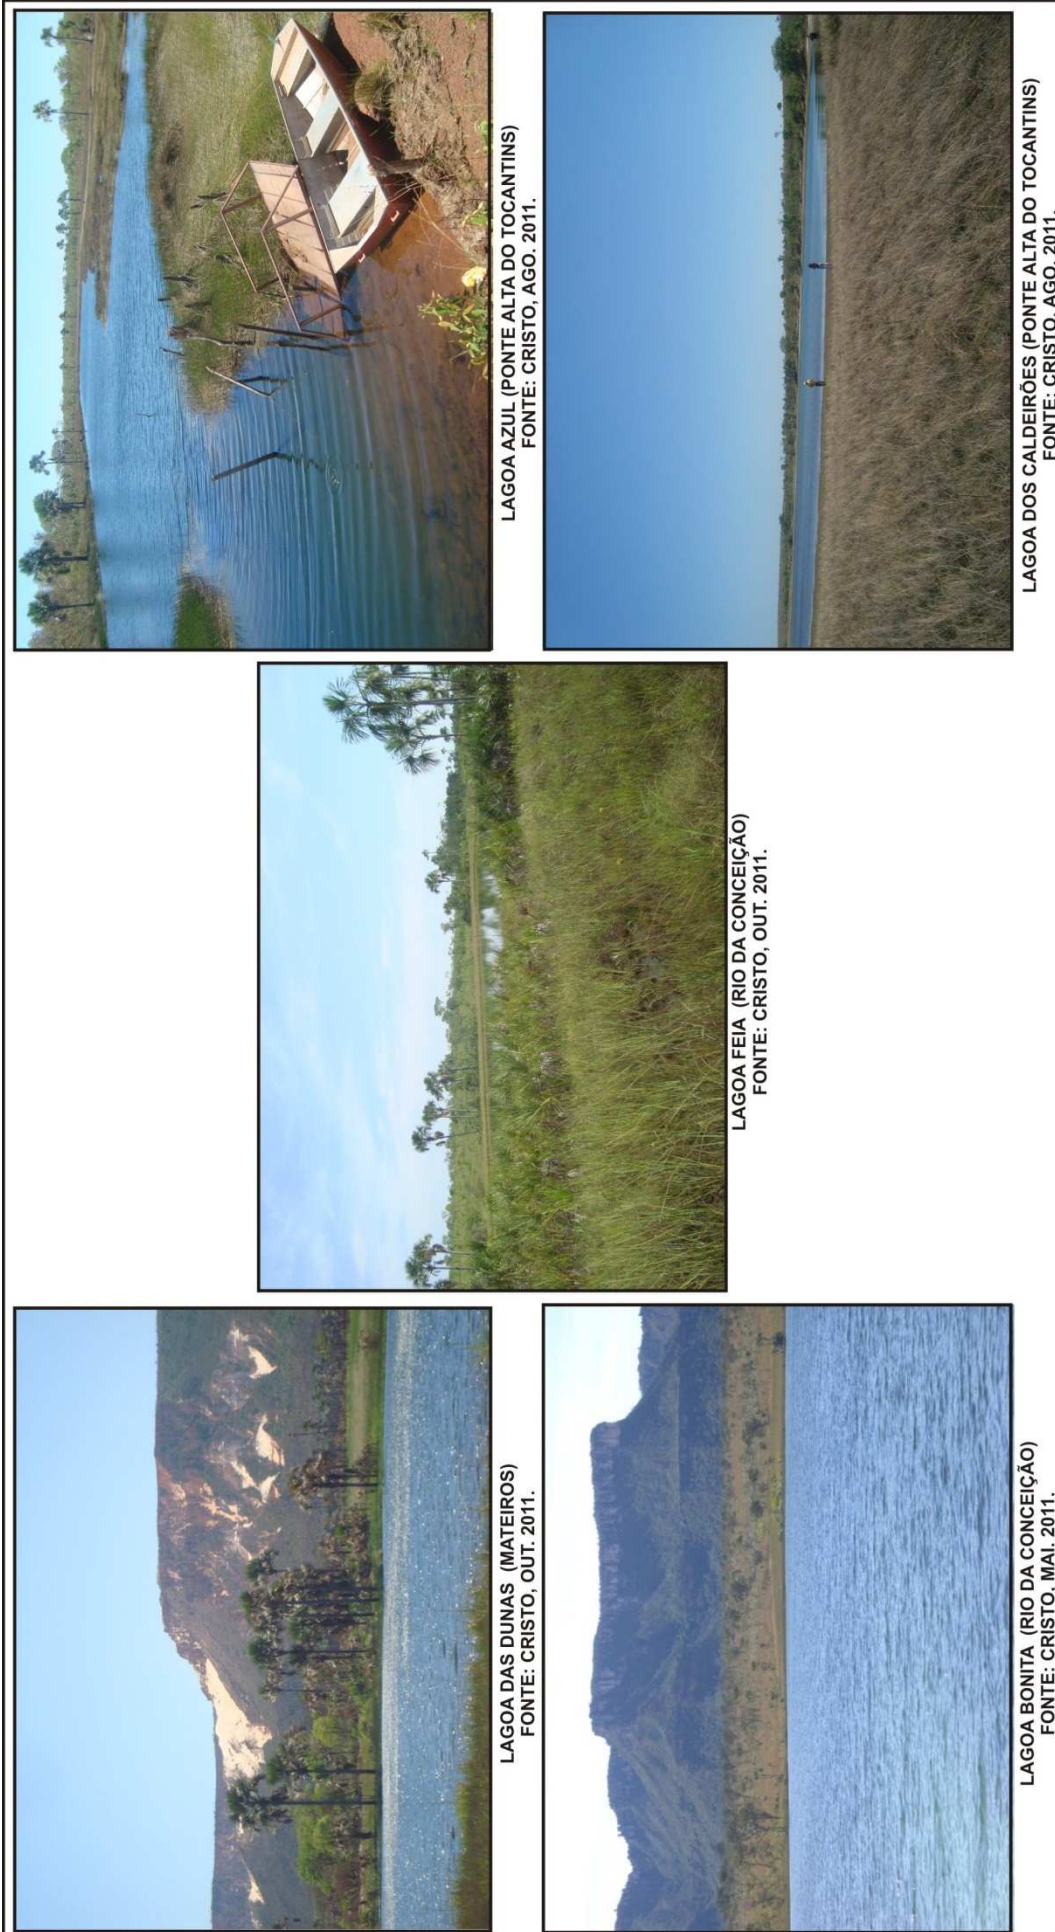 LAGOA DAS DUNAS (MATEIROS)
FONTE: CRISTO, OUT. 2011.
LAGOA AZUL (PONTE ALTA DO TOCANTINS)
FONTE: CRISTO, AGO. 2011.
LAGOA FEIA (RIO DA CONCEIÇÃO)
FONTE: CRISTO, OUT. 2011.
LAGOA BONITA (RIO DA CONCEIÇÃO)
FONTE: CRISTO, MAI. 2011.
LAGOA DOS CALDEIRÕES (PONTE ALTA DO TOCANTINS)
FONTE: CRISTO, AGO. 2011.